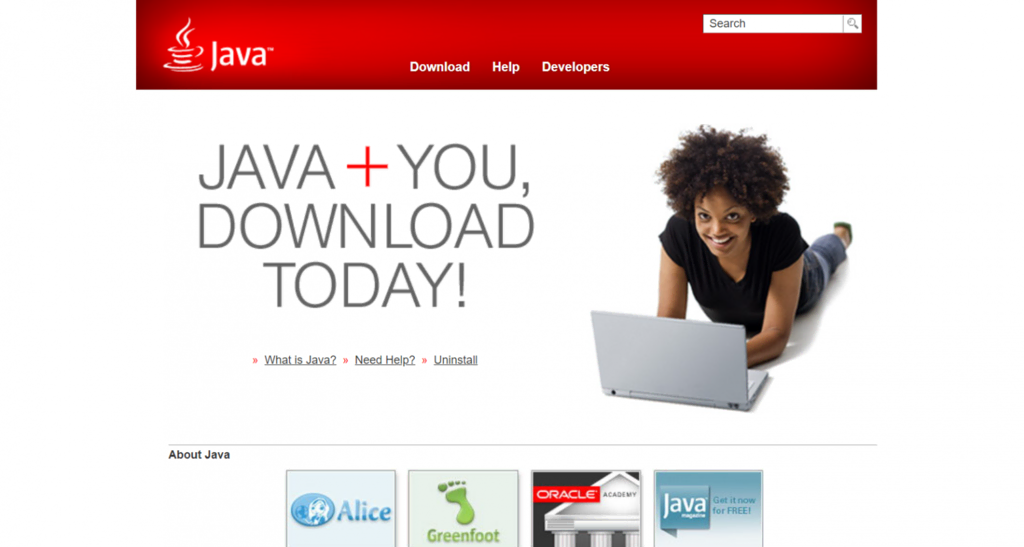 Java™
Search
Download Help Developers
JAVA + YOU,
DOWNLOAD
TODAY!
» What is Java? » Need Help? » Uninstall
About Java
Alice
Greenfoot
ORACLE ACADEMY
Java magazine
Get it now
for FREE!